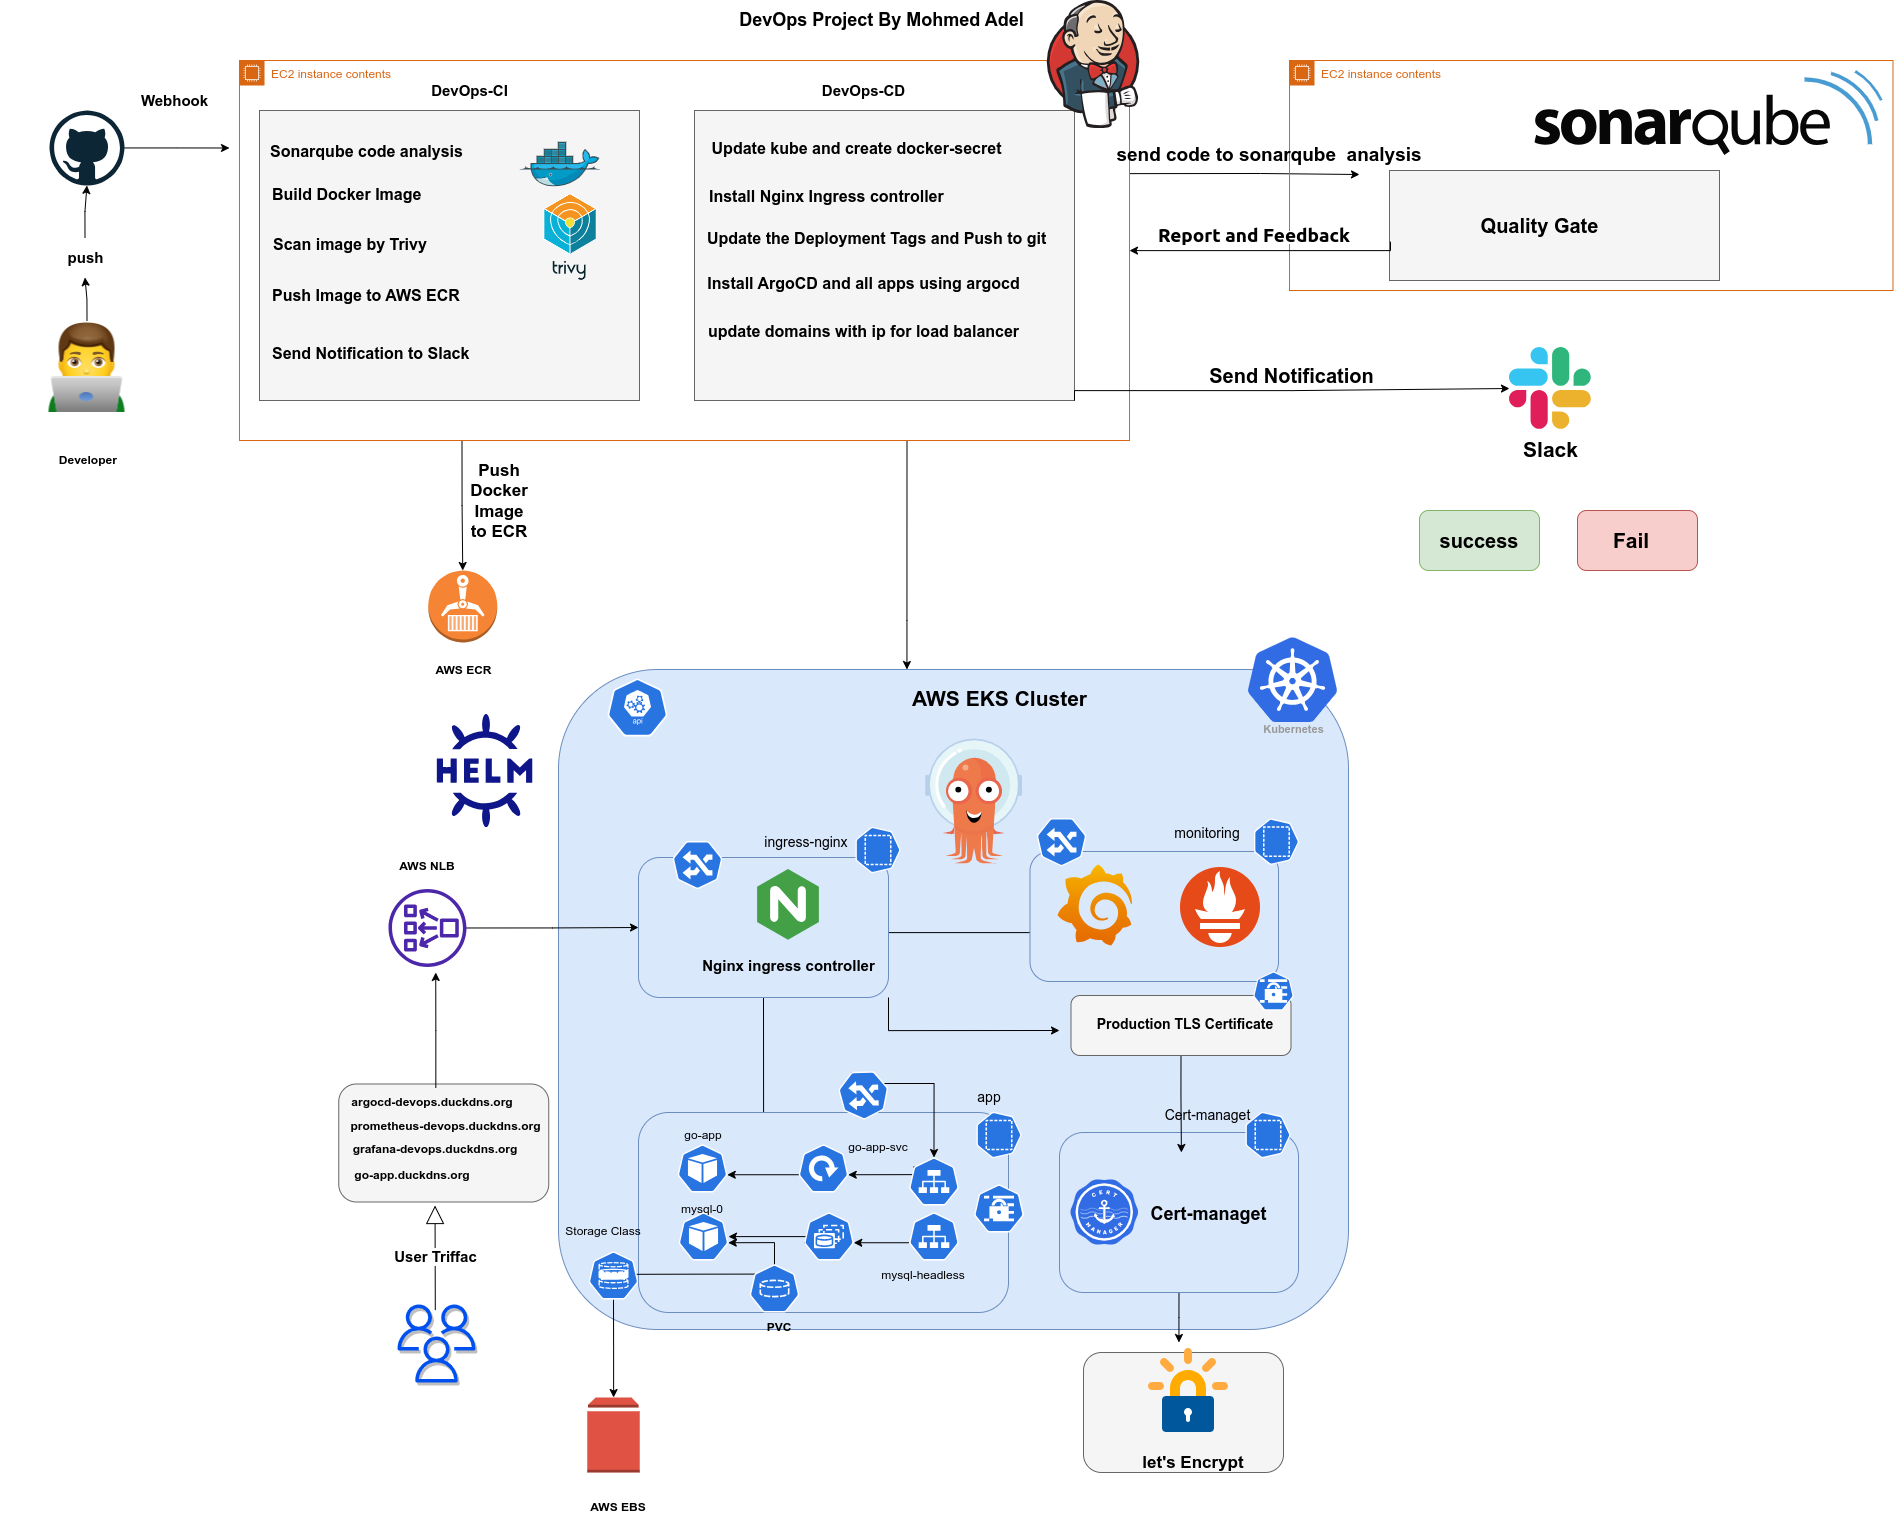 DevOps Project By Mohmed Adel
EC2 instance contents
DevOps-CI
DevOps-CD
EC2 instance contents
Webhook
sonarqube
Sonarqube code analysis
Build Docker Image
Scan image by Trivy
trivy
Push Image to AWS ECR
Send Notification to Slack
Update kube and create docker-secret
Install Nginx Ingress controller
Update the Deployment Tags and Push to git
Install ArgoCD and all apps using argocd
update domains with ip for load balancer
send code to sonarqube analysis
Quality Gate
Report and Feedback
push
Developer
Send Notification
Slack
success
Fail
Push
Docker
Image
to ECR
AWS ECR
HELM
AWS EKS Cluster
api
Kubernetes
ingress-nginx
monitoring
AWS NLB
N
Nginx ingress controller
Production TLS Certificate
argocd-devops.duckdns.org
prometheus-devops.duckdns.org
grafana-devops.duckdns.org
go-app.duckdns.org
User Triffac
app
go-app
go-app-svc
mysql-0
Storage Class
mysql-headless
PVC
Cert-managet
CERT
MANAGER
Cert-managet
let's Encrypt
AWS EBS